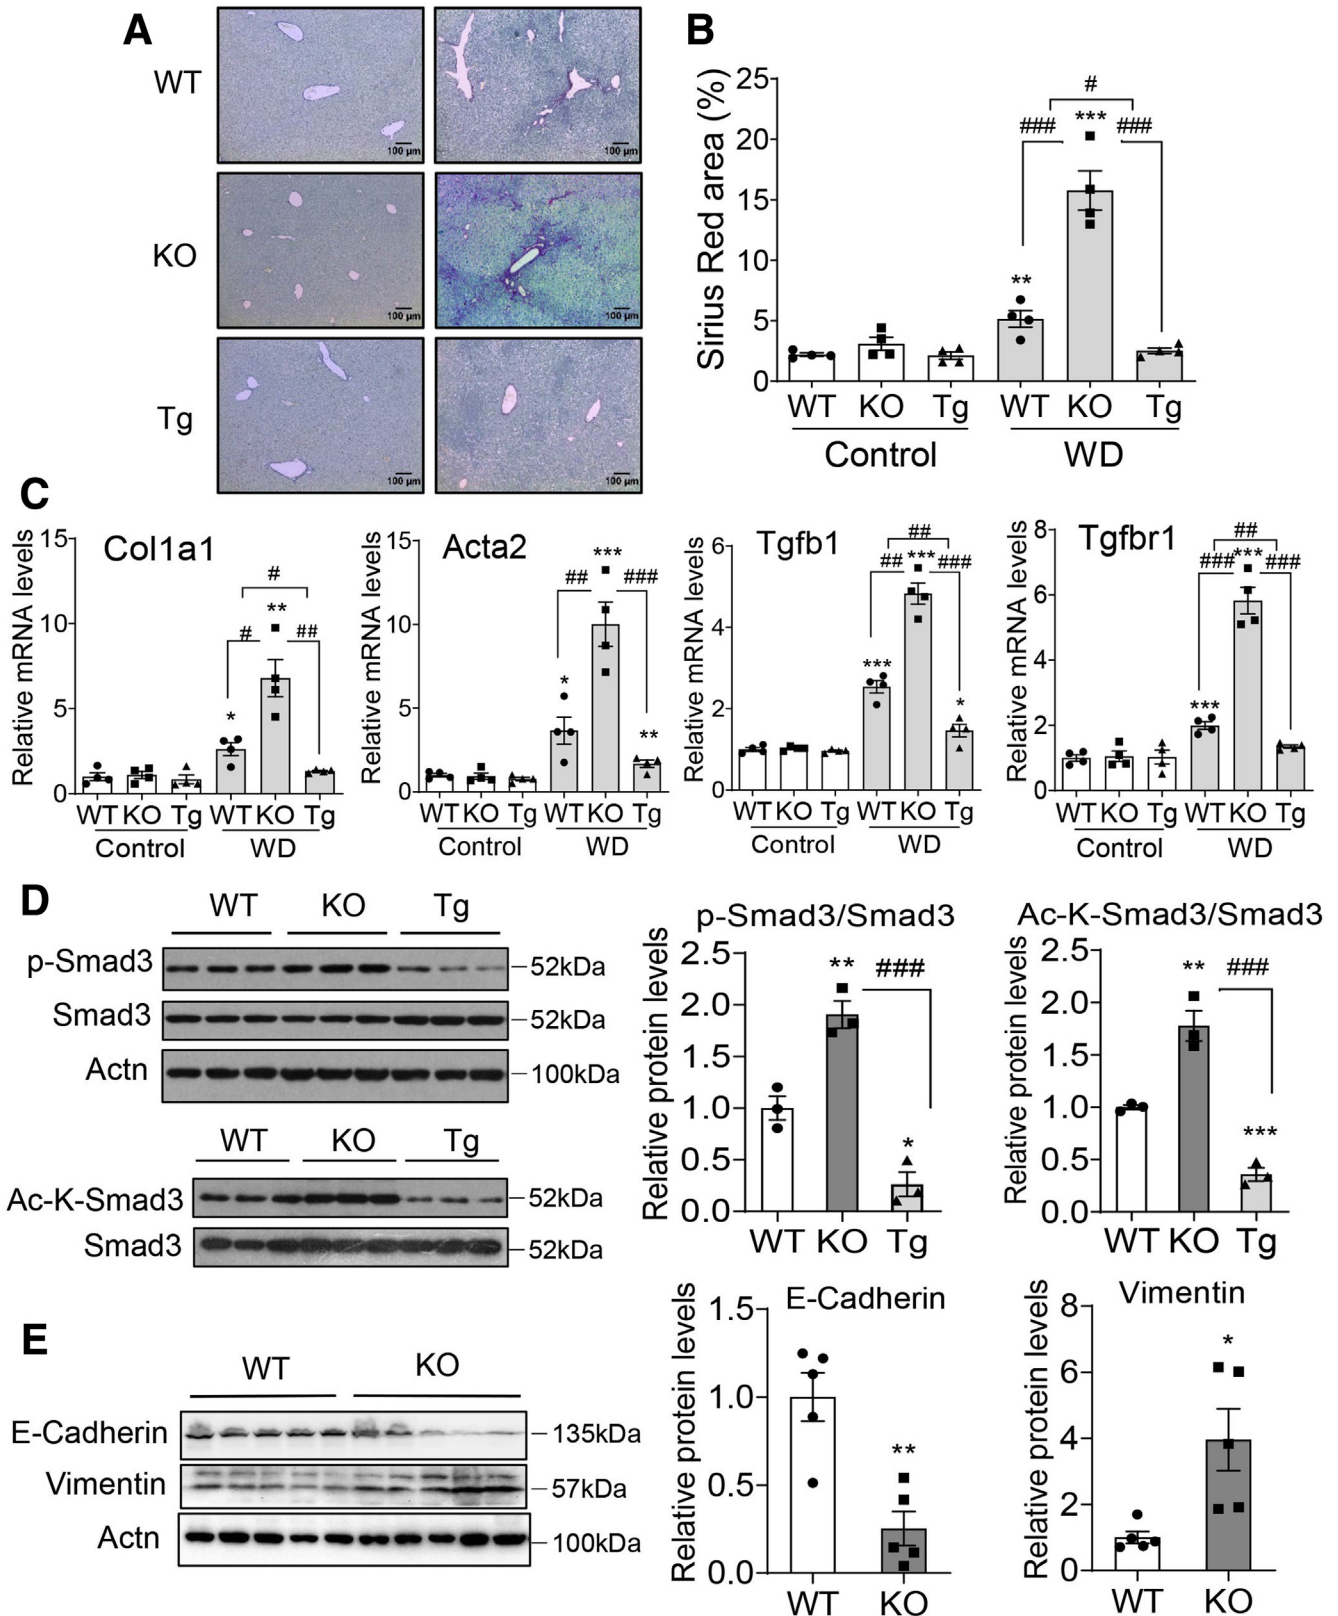 A
WT
KO
Tg
100 µm
100 µm
100 µm
100 µm
100 µm
100 µm
B
Sirius Red area (%)
25
20
15
10
5
0
#
###
***
###
**
WT KO Tg WT KO Tg
Control WD
C
Col1a1
Relative mRNA levels
15
10
5
0
#
**
#
##
*
WT KO Tg WT KO Tg
Control WD
Acta2
Relative mRNA levels
15
10
5
0
***
##
###
*
**
WT KO Tg WT KO Tg
Control WD
Tgfb1
Relative mRNA levels
6
4
2
0
##
##
***
###
***
*
WT KO Tg WT KO Tg
Control WD
Tgfbr1
Relative mRNA levels
8
6
4
2
0
##
###
***
###
***
WT KO Tg WT KO Tg
Control WD
D
WT KO Tg
p-Smad3 52kDa
Smad3 52kDa
Actn 100kDa
WT KO Tg
Ac-K-Smad3 52kDa
Smad3 52kDa
p-Smad3/Smad3
Relative protein levels
2.5
2.0
1.5
1.0
0.5
0.0
**
###
*
WT KO Tg
Ac-K-Smad3/Smad3
Relative protein levels
2.5
2.0
1.5
1.0
0.5
0.0
**
###
***
WT KO Tg
E
WT KO
E-Cadherin 135kDa
Vimentin 57kDa
Actn 100kDa
E-Cadherin
Relative protein levels
1.5
1.0
0.5
0.0
**
WT KO
Vimentin
Relative protein levels
8
6
4
2
0
*
WT KO